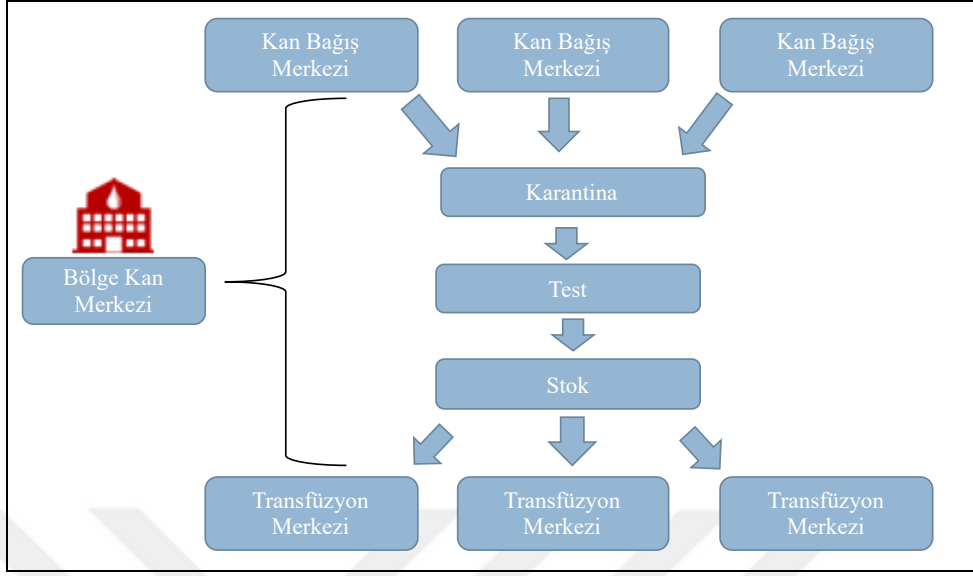 Kan Bağış
Merkezi
Kan Bağış
Merkezi
Kan Bağış
Merkezi
Karantina
Bölge Kan
Merkezi
Test
Stok
Transfüzyon
Merkezi
Transfüzyon
Merkezi
Transfüzyon
Merkezi